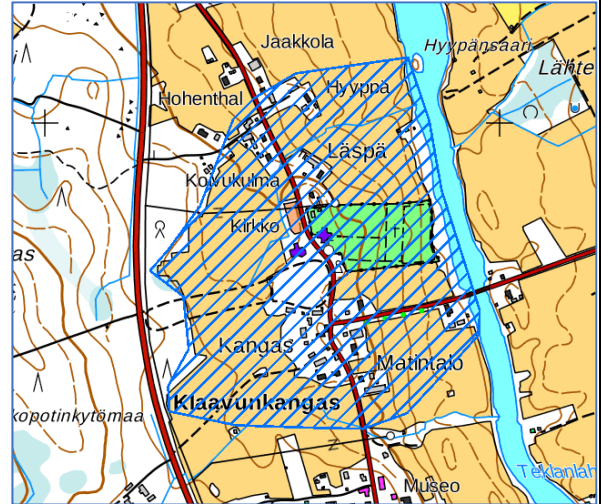 Jaakkola
Hyypänsaari
Lähte
Hyyppä
Hohenthal
Läspä
Koivukulma
Kirkko
as
Kangas
Matintalo
Klaavunkangas
kopotinkytömaa
Teklanlah
Museo